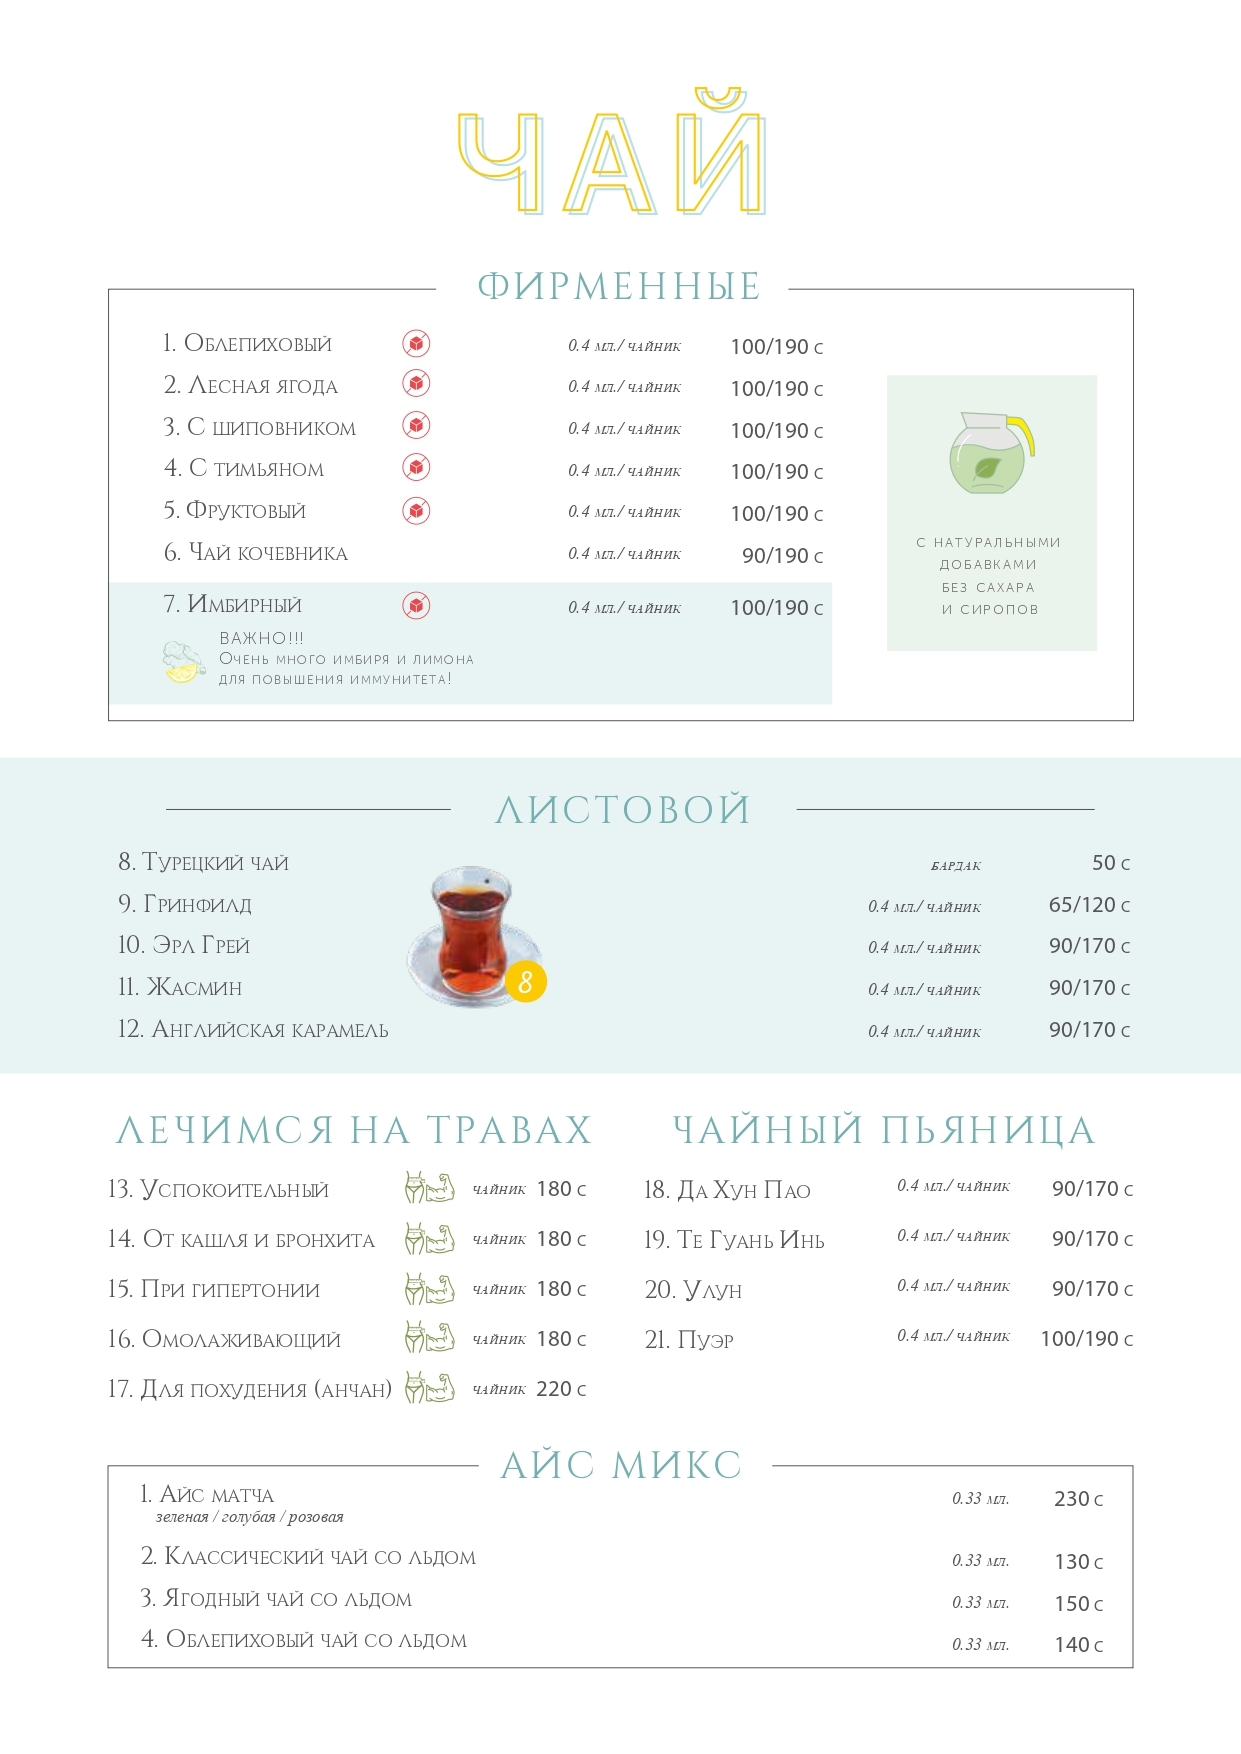 ЧАЙ
ФИРМЕННЫЕ
1. Облепиховый 0.4 мл./чайник 100/190 с
2. Лесная ягода 0.4 мл./чайник 100/190 с
3. С шиповником 0.4 мл./чайник 100/190 с
4. С тимьяном 0.4 мл./чайник 100/190 с
5. Фруктовый 0.4 мл./чайник 100/190 с
6. Чай кочевника 0.4 мл./чайник 90/190 с
7. Имбирный 0.4 мл./чайник 100/190 с
ВАЖНО!!!
Очень много имбиря и лимона
для повышения иммунитета!
с натуральными
добавками
без сахара
и сиропов
ЛИСТОВОЙ
8. Турецкий чай бардак 50 с
9. Гринфилд 0.4 мл./чайник 65/120 с
10. Эрл Грей 0.4 мл./чайник 90/170 с
11. Жасмин 0.4 мл./чайник 90/170 с
12. Английская карамель 0.4 мл./чайник 90/170 с
8
ЛЕЧИМСЯ НА ТРАВАХ
13. Успокоительный чайник 180 с
14. От кашля и бронхита чайник 180 с
15. При гипертонии чайник 180 с
16. Омолаживающий чайник 180 с
17. Для похудения (анчан) чайник 220 с
ЧАЙНЫЙ ПЬЯНИЦА
18. Да Хун Пао 0.4 мл./чайник 90/170 с
19. Те Гуань Инь 0.4 мл./чайник 90/170 с
20. Улун 0.4 мл./чайник 90/170 с
21. Пуэр 0.4 мл./чайник 100/190 с
АЙС МИКС
1. Айс матча 0.33 мл. 230 с
зеленая / голубая / розовая
2. Классический чай со льдом 0.33 мл. 130 с
3. Ягодный чай со льдом 0.33 мл. 150 с
4. Облепиховый чай со льдом 0.33 мл. 140 с